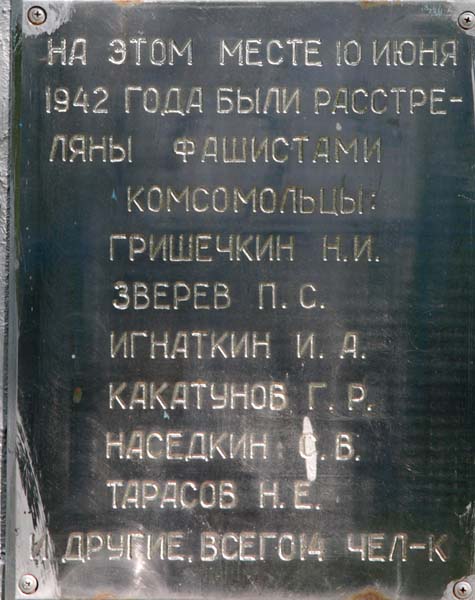 НА ЭТОМ МЕСТЕ 10 ИЮНЯ
1942 ГОДА БЫЛИ РАССТРЕ-
ЛЯНЫ ФАШИСТАМИ
КОМСОМОЛЬЦЫ:
ГРИШЕЧКИН Н.И.
ЗВЕРЕВ П.С.
ИГНАТКИН И.А.
КАКАТУНОВ Г.Р.
НАСЕДКИН С.В.
ТАРАСОВ Н.Е.
И ДРУГИЕ, ВСЕГО 14 ЧЕЛ-К